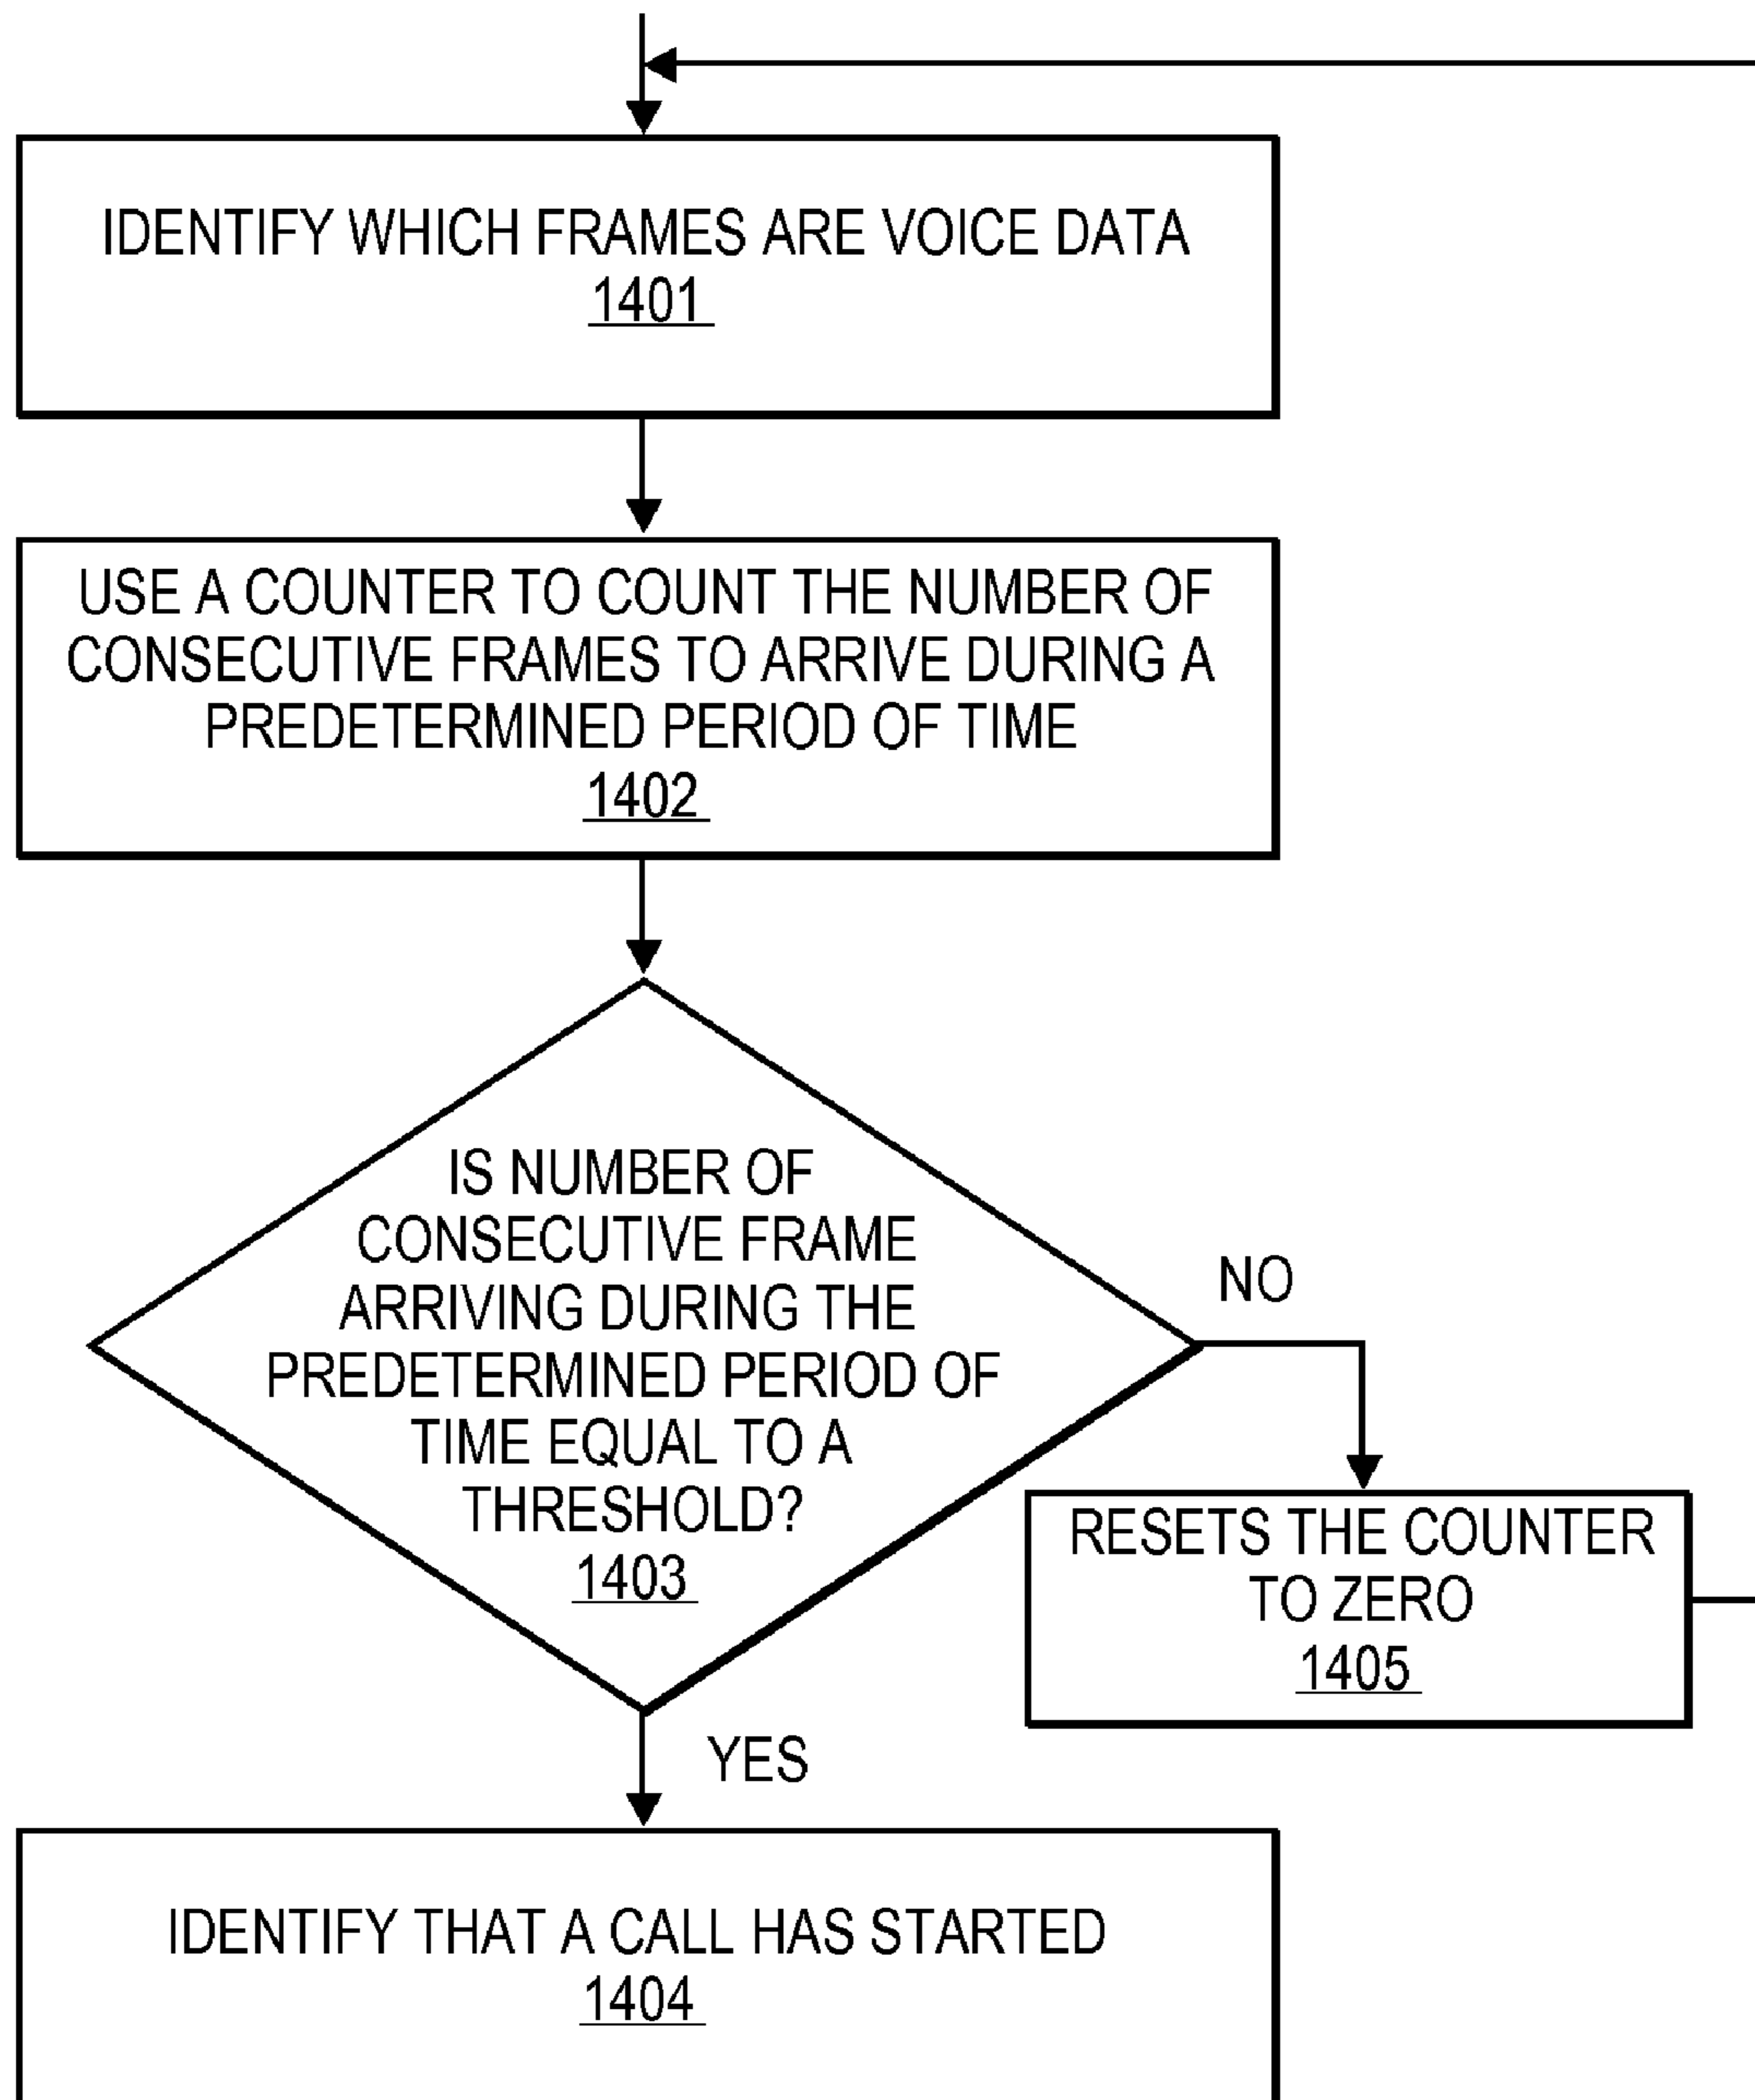 IDENTIFY WHICH FRAMES ARE VOICE DATA
1401
USE A COUNTER TO COUNT THE NUMBER OF
CONSECUTIVE FRAMES TO ARRIVE DURING A
PREDETERMINED PERIOD OF TIME
1402
IS NUMBER OF
CONSECUTIVE FRAME
ARRIVING DURING THE
PREDETERMINED PERIOD OF
TIME EQUAL TO A
THRESHOLD?
1403
NO
RESETS THE COUNTER
TO ZERO
1405
YES
IDENTIFY THAT A CALL HAS STARTED
1404